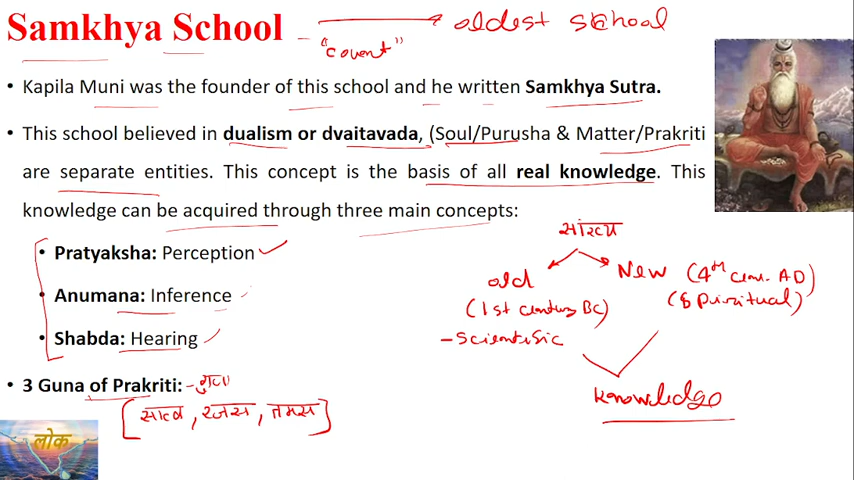 Samkhya School
oldest school
"count"
• Kapila Muni was the founder of this school and he written Samkhya Sutra.
• This school believed in dualism or dvaitavada, (Soul/Purusha & Matter/Prakriti
are separate entities. This concept is the basis of all real knowledge. This
knowledge can be acquired through three main concepts:
• Pratyaksha: Perception
• Anumana: Inference
• Shabda: Hearing
सांख्य
old
(1st century BC)
- Scientific
New (4th cen. AD)
(Spiritual)
knowledge
• 3 Guna of Prakriti: - गुण
[सात्व, रजस, तमस]
लोक